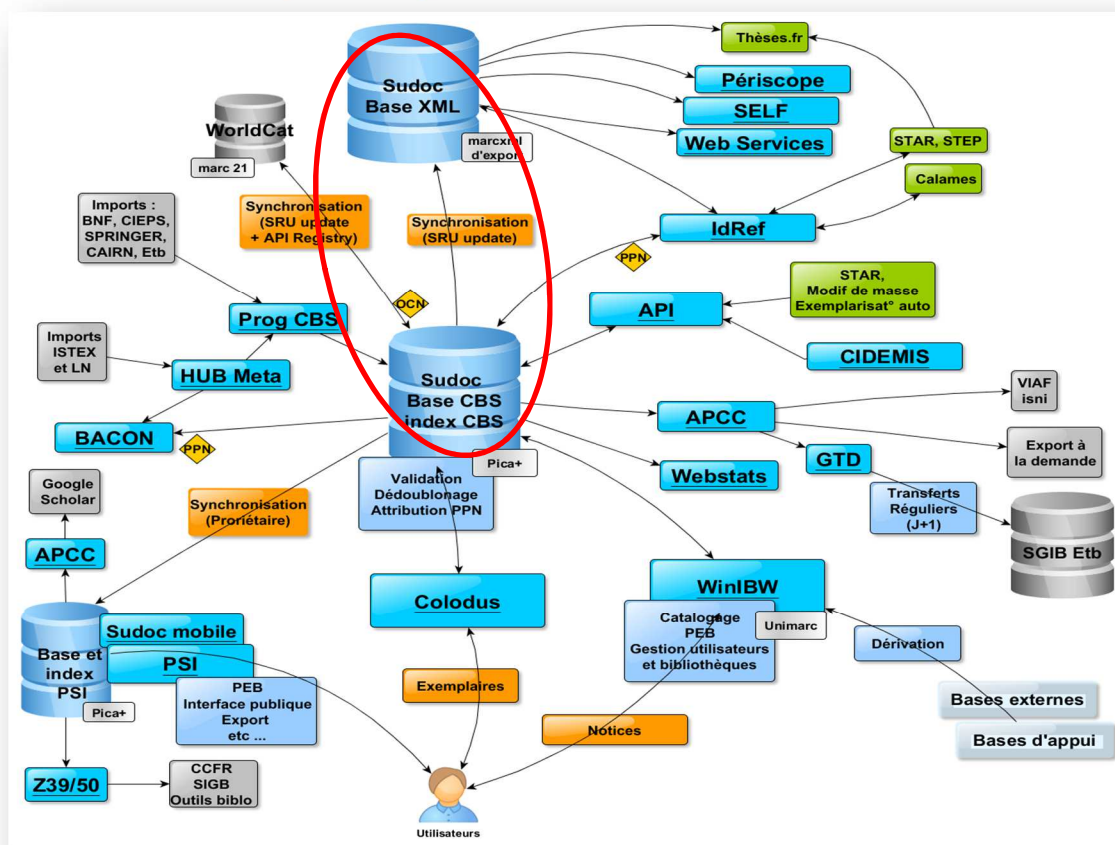 Thèses.fr
Sudoc
Base XML
marcxml
d'export
Périscope
SELF
Web Services
WorldCat
marc 21
STAR, STEP
Calames
Imports :
BNF, CIEPS,
SPRINGER,
CAIRN, Etb
Synchronisation
(SRU update
+ API Registry)
Synchronisation
(SRU update)
IdRef
PPN
STAR,
Modif de masse
Exemplarisat° auto
OCN
API
Prog CBS
Imports
ISTEX
et LN
HUB Meta
CIDEMIS
Sudoc
Base CBS
index CBS
Pica+
VIAF
isni
APCC
BACON
PPN
Export à
la demande
GTD
Webstats
Validation
Dédoublonage
Attribution PPN
Google
Scholar
Synchronisation
(Proriétaire)
Transferts
Réguliers
(J+1)
SGIB Etb
APCC
Colodus
WinIBW
Catalogage
PEB
Gestion utilisateurs
et bibliothèques
Unimarc
Sudoc mobile
Base et
index
PSI
Pica+
PSI
PEB
Interface publique
Export
etc ...
Dérivation
Exemplaires
Bases externes
Notices
Bases d'appui
Z39/50
CCFR
SIGB
Outils biblo
Utilisateurs